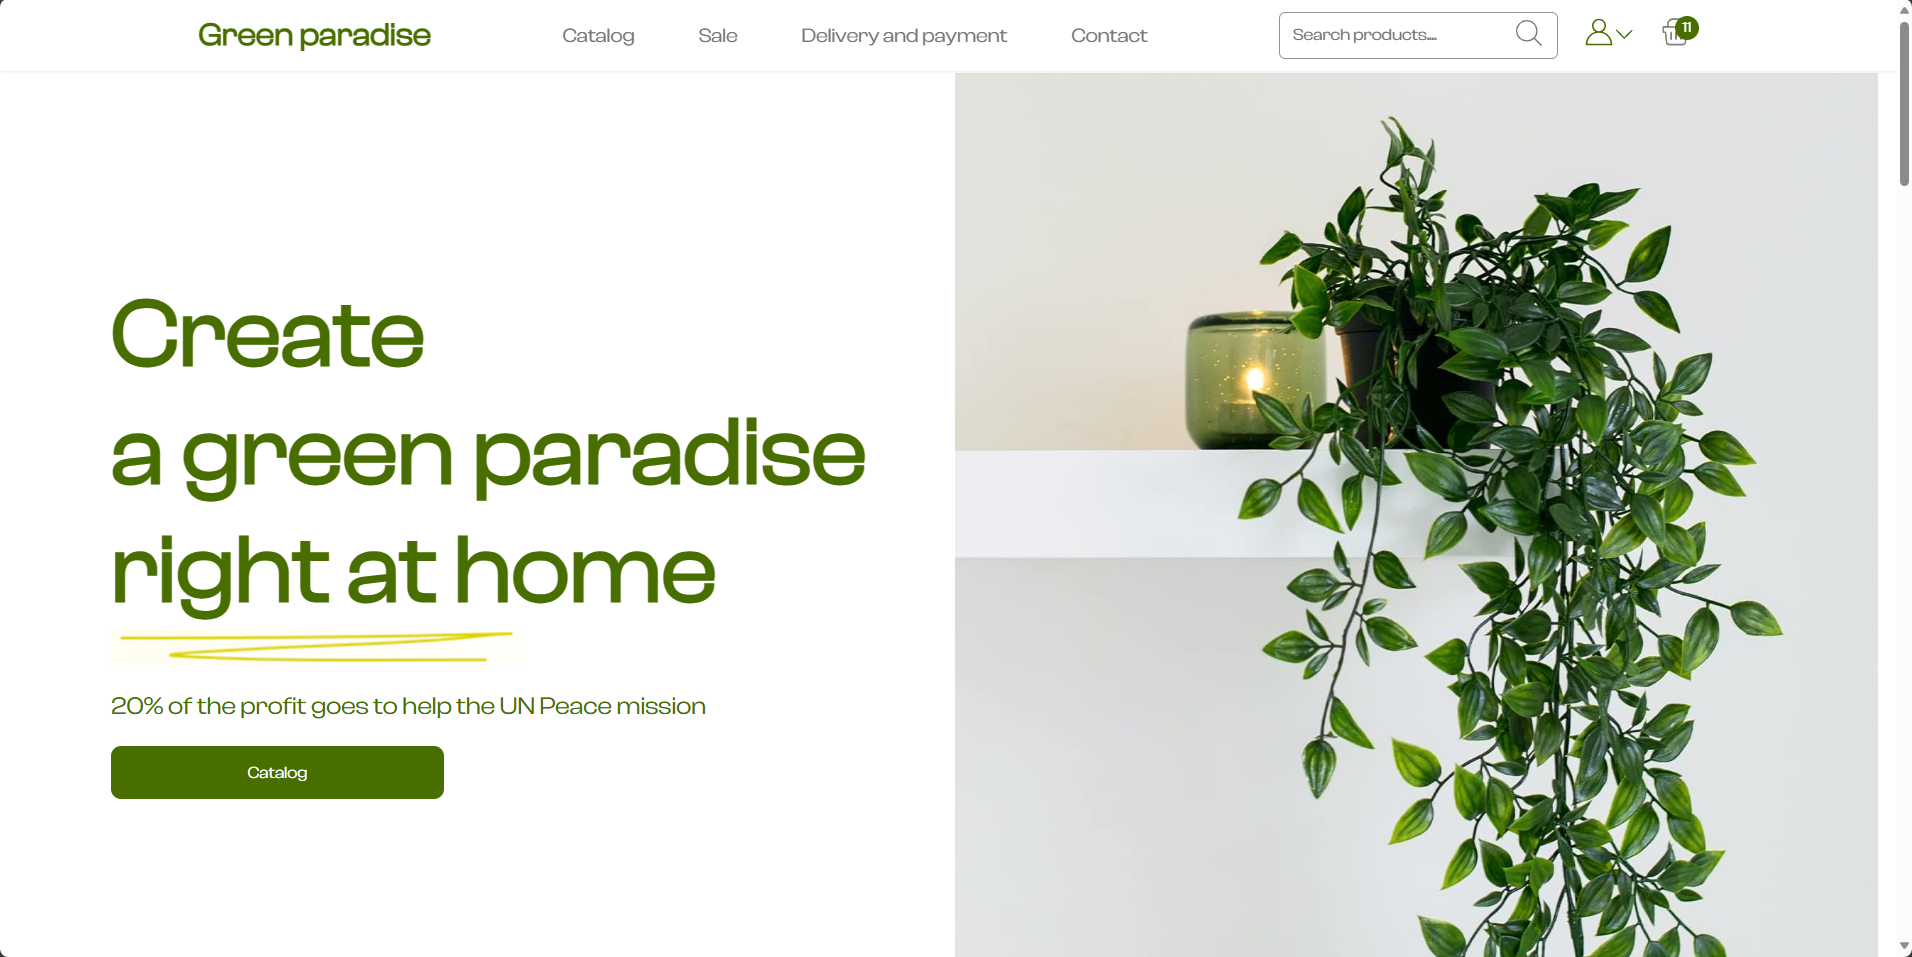 Green paradise
Catalog
Sale
Delivery and payment
Contact
Search products...
11
Create
a green paradise
right at home
20% of the profit goes to help the UN Peace mission
Catalog